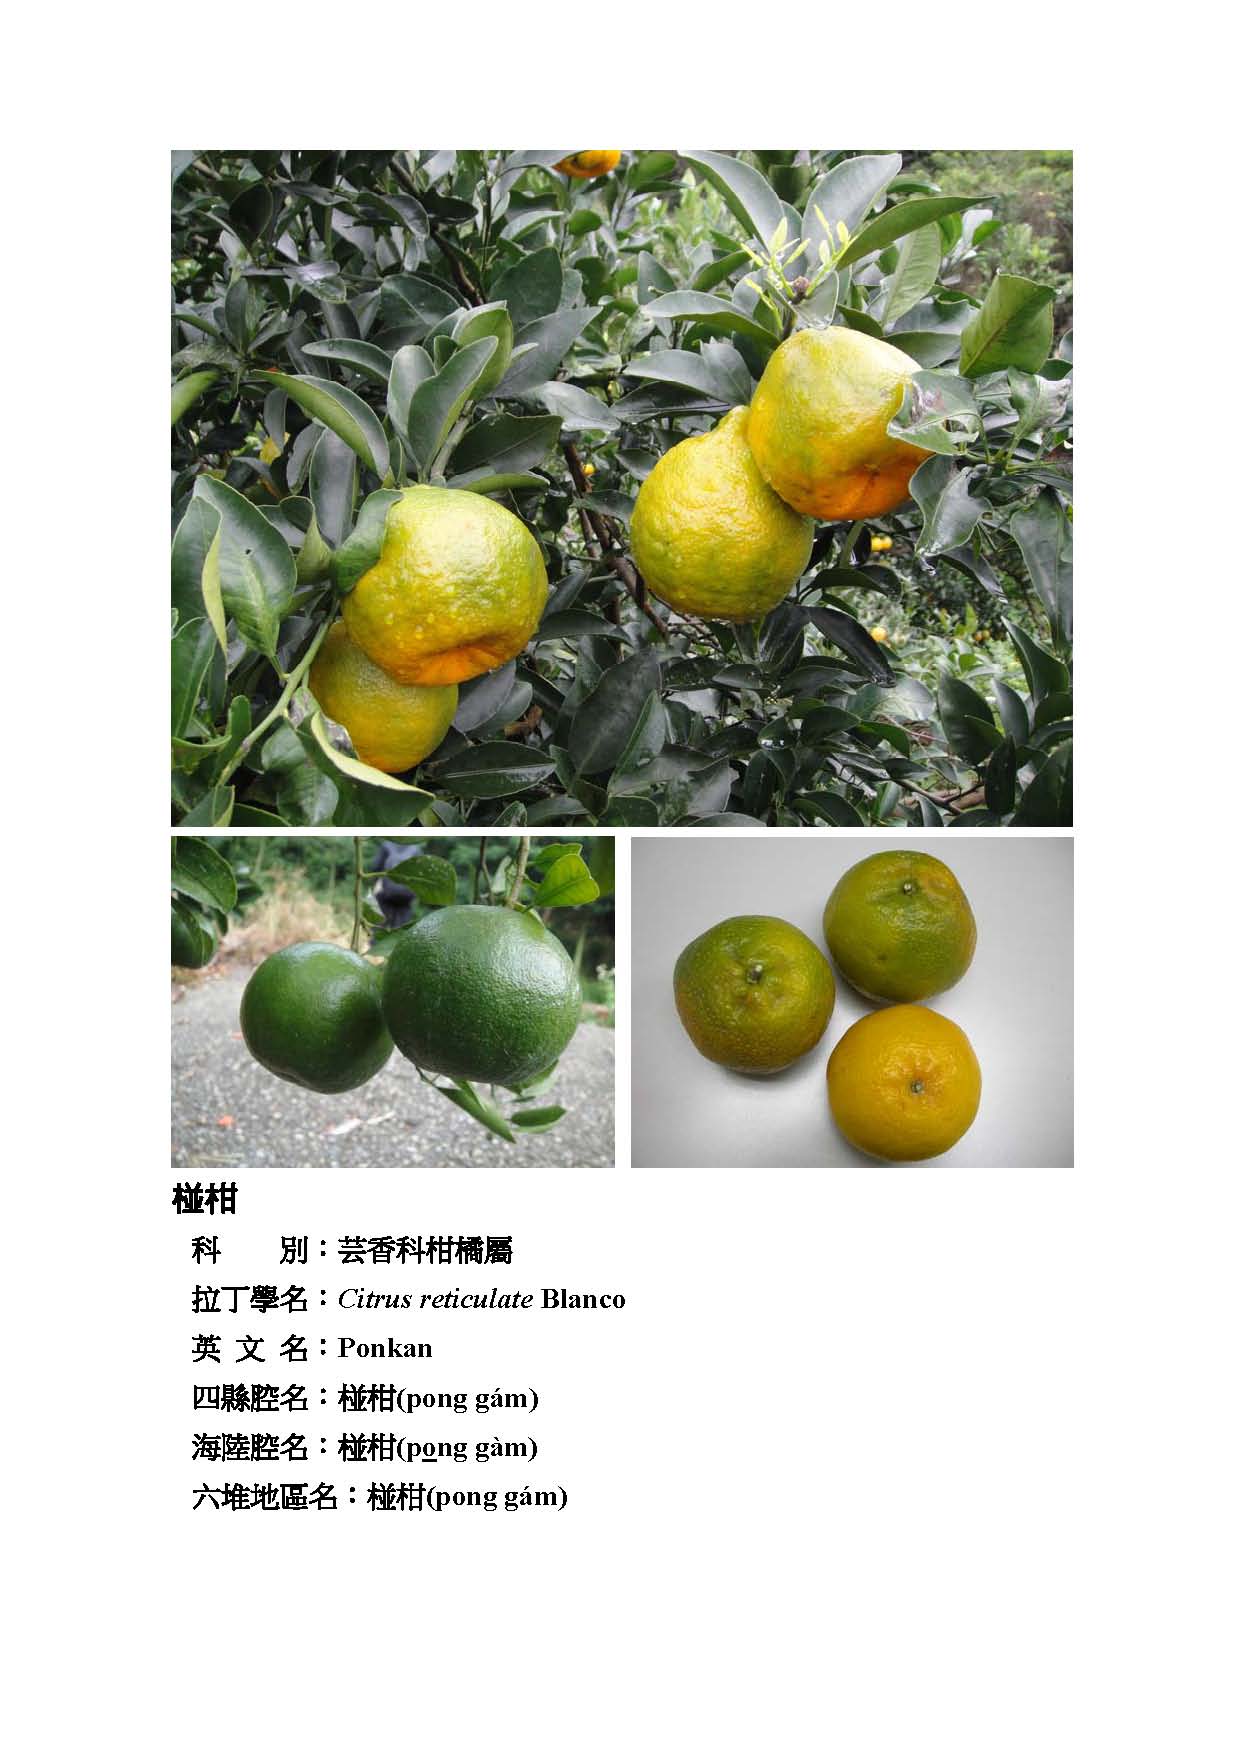 椪柑
科　　別：芸香科柑橘屬
拉丁學名：Citrus reticulate Blanco
英 文 名：Ponkan
四縣腔名：椪柑(pong gám)
海陸腔名：椪柑(po̲ng gàm)
六堆地區名：椪柑(pong gám)